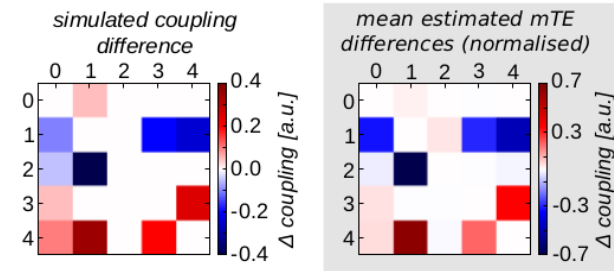 simulated coupling
difference
0 1 2 3 4
0
1
2
3
4
0.4
0.2
0.0
-0.2
-0.4
Δ coupling [a.u.]
mean estimated mTE
differences (normalised)
0 1 2 3 4
0
1
2
3
4
0.7
0.3
-0.3
-0.7
Δ coupling [a.u.]